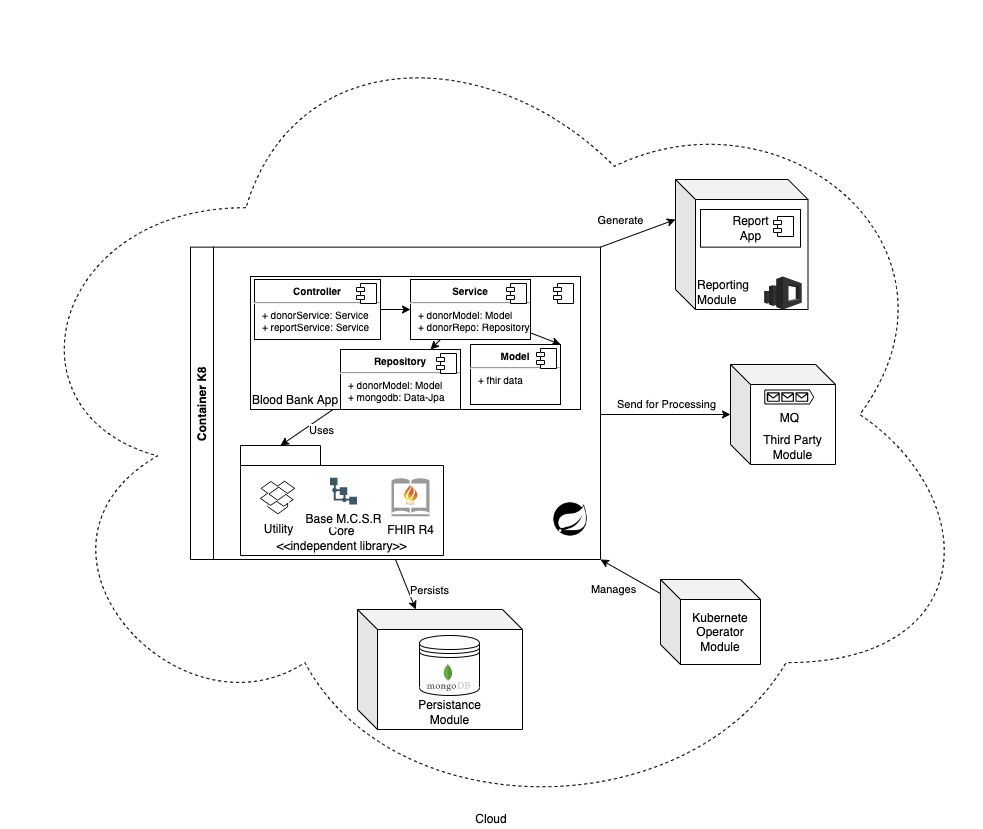 Generate
Report
App
Reporting
Module
Container K8
Controller
+ donorService: Service
+ reportService: Service
Service
+ donorModel: Model
+ donorRepo: Repository
Repository
+ donorModel: Model
+ mongodb: Data-Jpa
Model
+ fhir data
Blood Bank App
Uses
Utility
Base M.C.S.R
Core
FHIR R4
<<independent library>>
Send for Processing
MQ
Third Party
Module
Manages
Kubernete
Operator
Module
Persists
mongoDB
Persistance
Module
Cloud